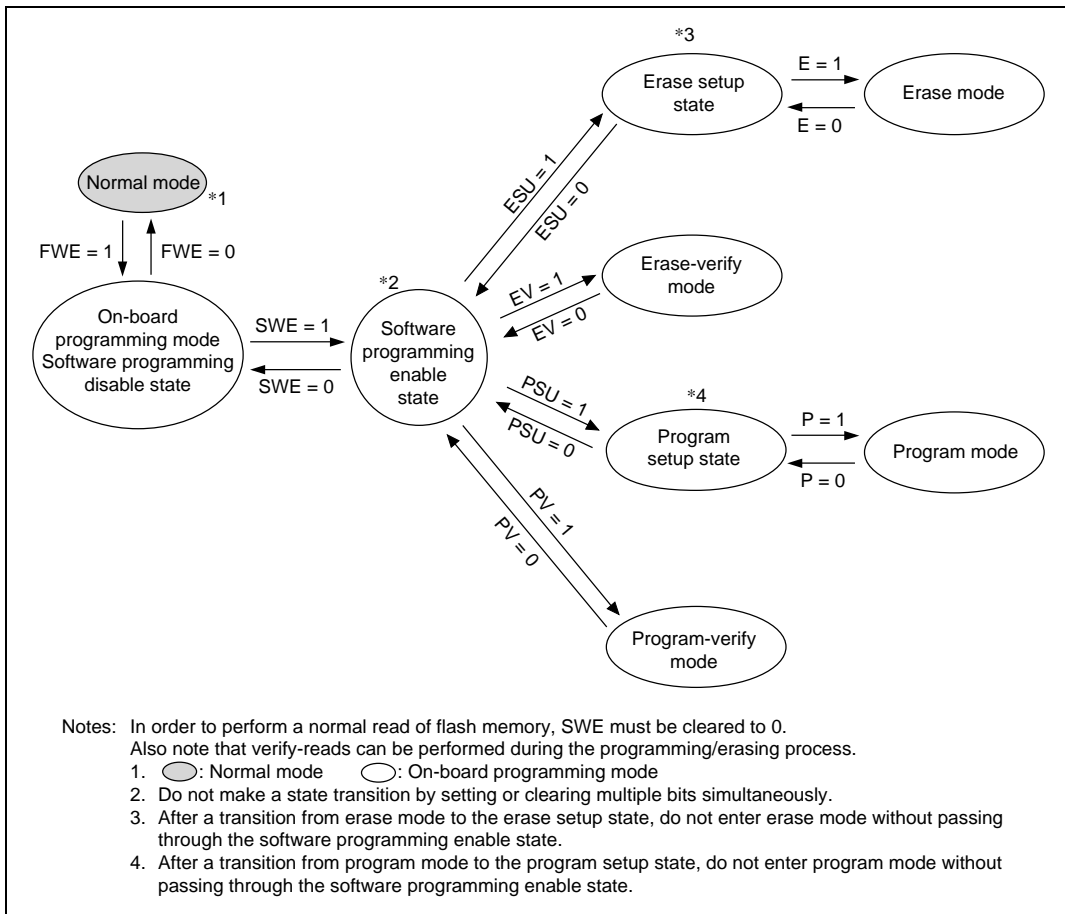 *3
Erase setup
state
E = 1
E = 0
Erase mode
Normal mode
*1
FWE = 1
FWE = 0
ESU = 1
ESU = 0
*2
Erase-verify
mode
EV = 1
EV = 0
On-board
programming mode
Software programming
disable state
SWE = 1
SWE = 0
Software
programming
enable
state
PSU = 1
PSU = 0
*4
Program
setup state
P = 1
P = 0
Program mode
PV = 1
PV = 0
Program-verify
mode
Notes: In order to perform a normal read of flash memory, SWE must be cleared to 0.
Also note that verify-reads can be performed during the programming/erasing process.
1. : Normal mode : On-board programming mode
2. Do not make a state transition by setting or clearing multiple bits simultaneously.
3. After a transition from erase mode to the erase setup state, do not enter erase mode without passing
through the software programming enable state.
4. After a transition from program mode to the program setup state, do not enter program mode without
passing through the software programming enable state.